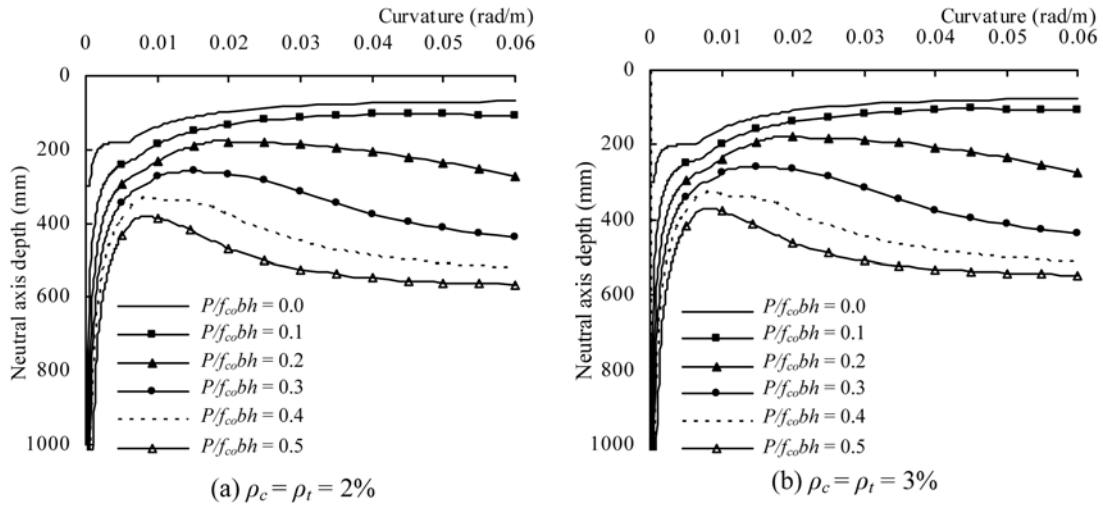 Curvature (rad/m)
0 0.01 0.02 0.03 0.04 0.05 0.06
0
200
400
600
800
1000
Neutral axis depth (mm)
P/f_co bh = 0.0
P/f_co bh = 0.1
P/f_co bh = 0.2
P/f_co bh = 0.3
P/f_co bh = 0.4
P/f_co bh = 0.5
(a) ρ_c = ρ_t = 2%
Curvature (rad/m)
0 0.01 0.02 0.03 0.04 0.05 0.06
0
200
400
600
800
1000
Neutral axis depth (mm)
P/f_co bh = 0.0
P/f_co bh = 0.1
P/f_co bh = 0.2
P/f_co bh = 0.3
P/f_co bh = 0.4
P/f_co bh = 0.5
(b) ρ_c = ρ_t = 3%